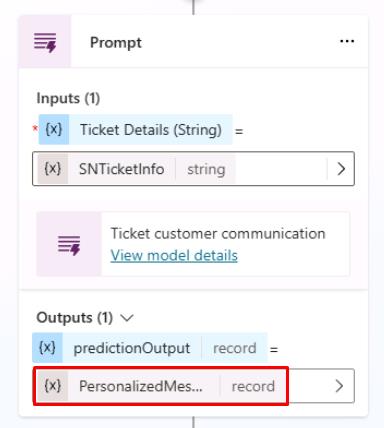 Prompt
...
Inputs (1)
* {x} Ticket Details (String) =
{x} SNTicketInfo string
Ticket customer communication
View model details
Outputs (1)
{x} predictionOutput record =
{x} PersonalizedMes... record